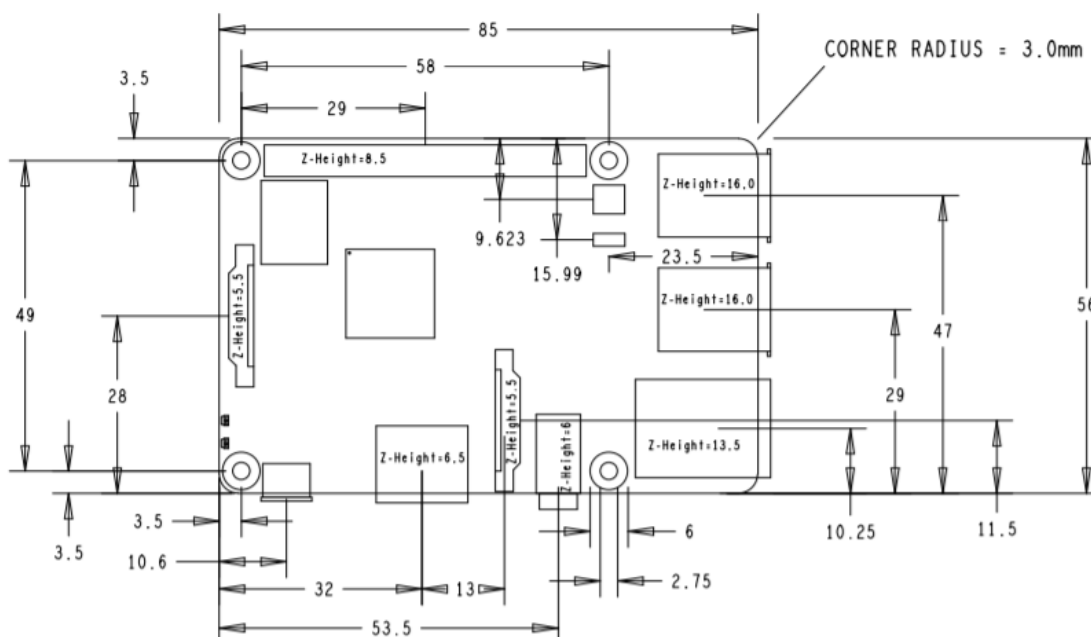 85
CORNER RADIUS = 3.0mm
3.5
58
29
Z-Height=8.5
Z-Height=16.0
9.623
15.99
23.5
Z-Height=5.5
Z-Height=16.0
49
56
47
28
29
Z-Height=5.5
Z-Height=6
Z-Height=6.5
Z-Height=13.5
3.5
3.5
10.6
6
10.25
11.5
32
13
2.75
53.5